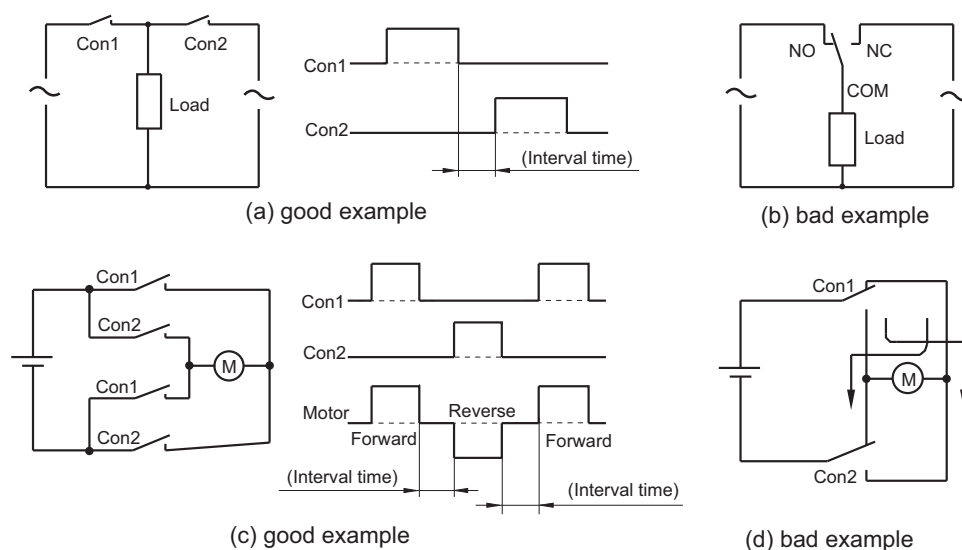 Con1
Con2
Load
Con1
Con2
(Interval time)
(a) good example
NO
NC
COM
Load
(b) bad example
Con1
Con2
Con1
Con2
M
Con1
Con2
Motor
Forward
Reverse
Forward
(Interval time)
(Interval time)
(c) good example
Con1
M
Con2
(d) bad example